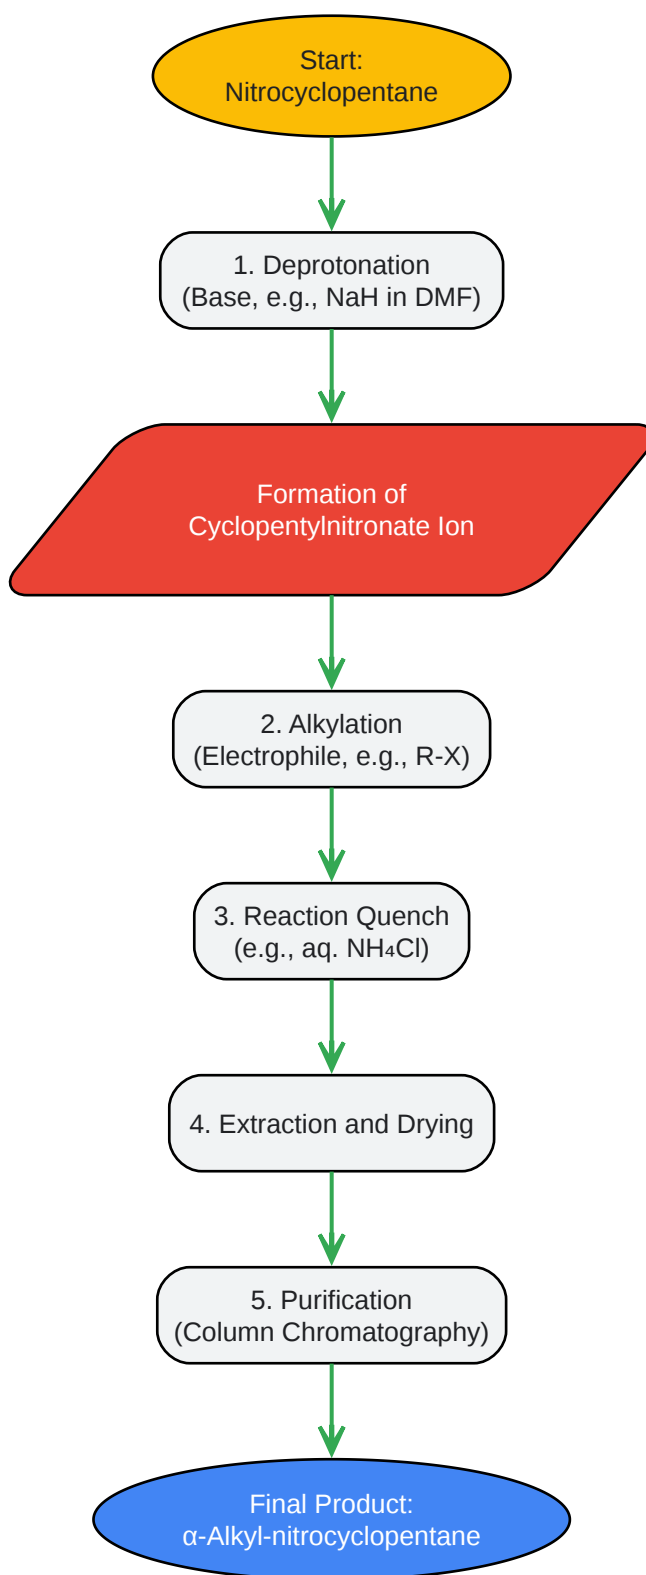 Start:
Nitrocyclopentane
1. Deprotonation
(Base, e.g., NaH in DMF)
Formation of
Cyclopentylnitronate Ion
2. Alkylation
(Electrophile, e.g., R-X)
3. Reaction Quench
(e.g., aq. NH₄Cl)
4. Extraction and Drying
5. Purification
(Column Chromatography)
Final Product:
α-Alkyl-nitrocyclopentane